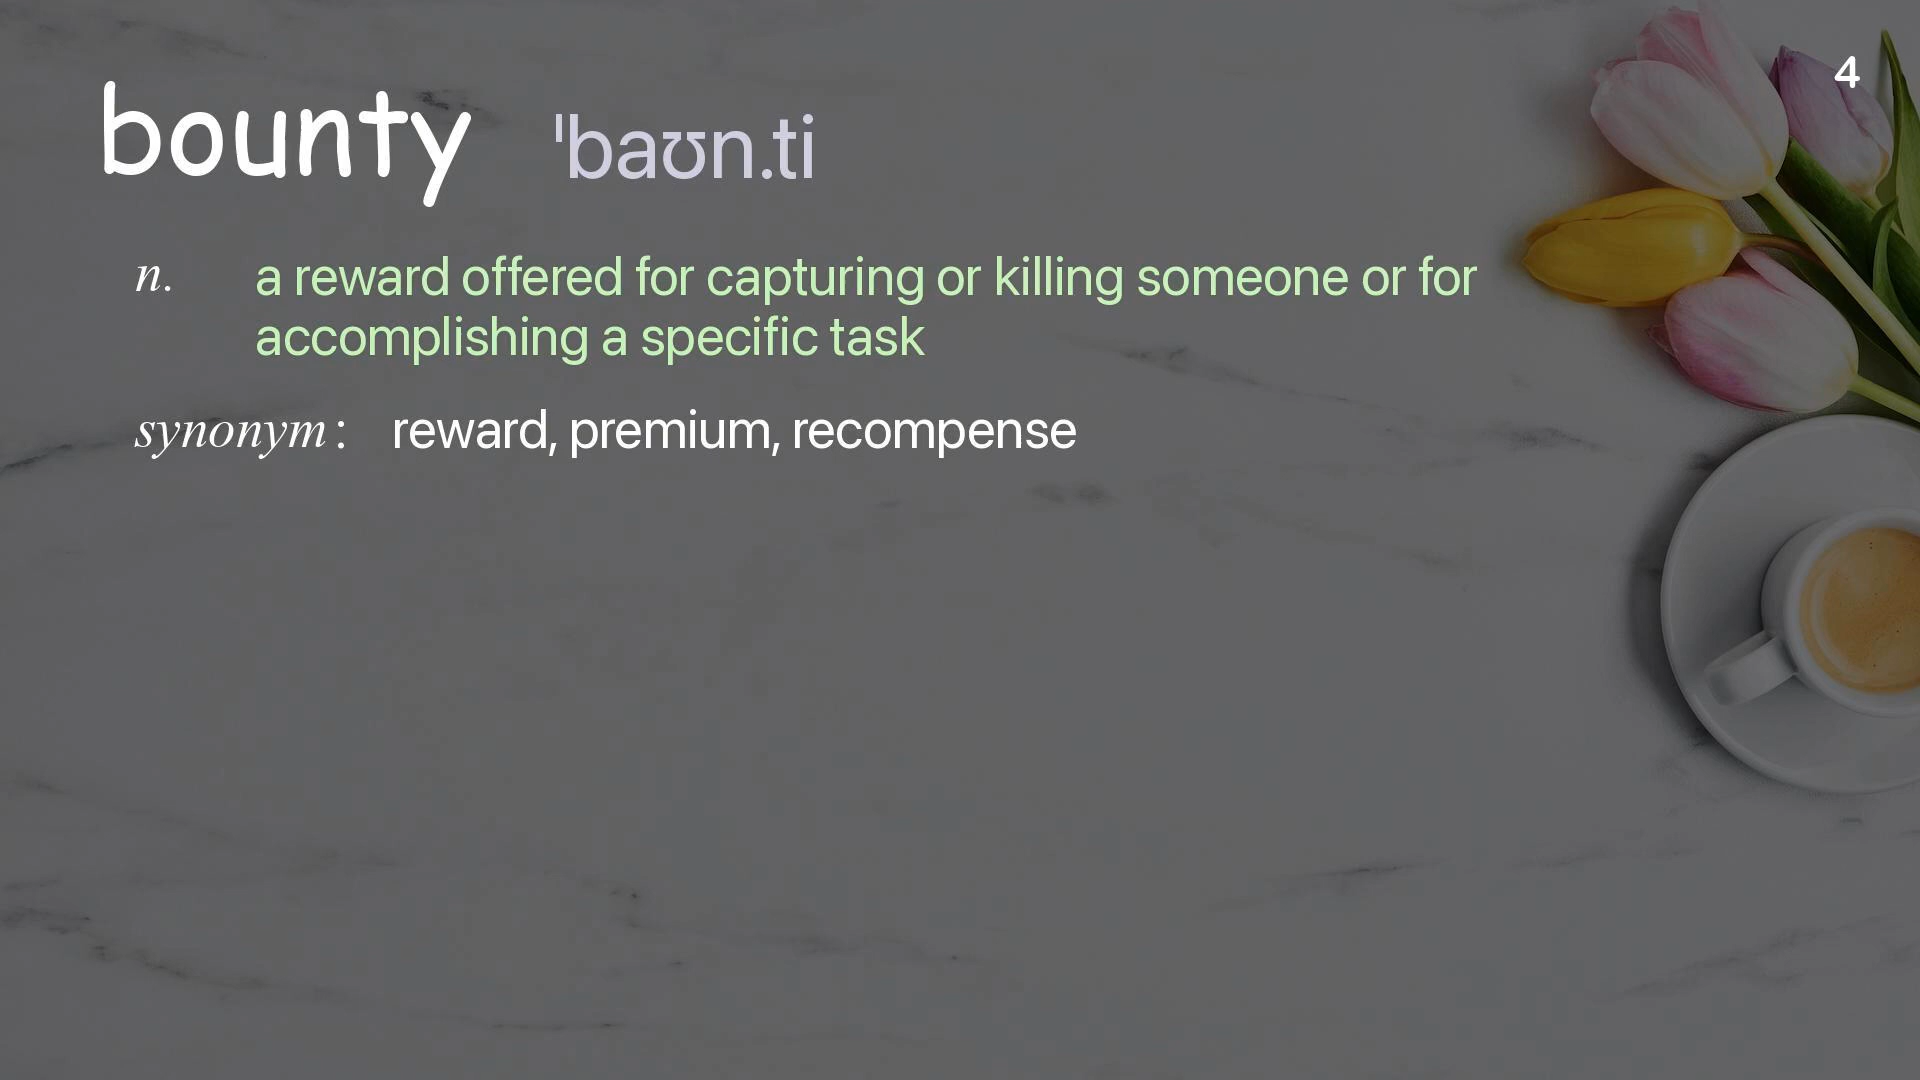 4
bounty ˈbaʊn.ti
n. a reward offered for capturing or killing someone or for
accomplishing a specific task
synonym: reward, premium, recompense